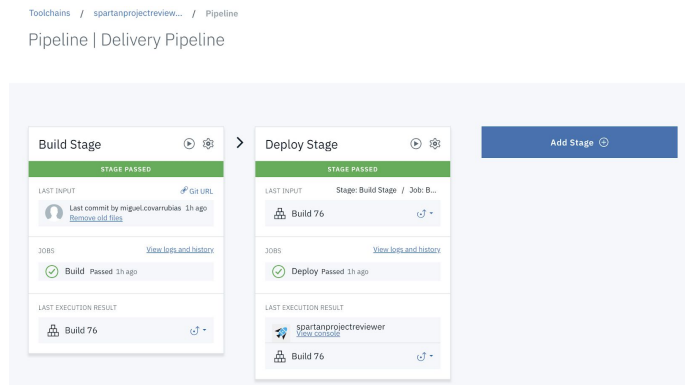 Toolchains / spartanprojectreview... / Pipeline
Pipeline | Delivery Pipeline
Build Stage
STAGE PASSED
LAST INPUT Git URL
Last commit by miguel.covarrubias 1h ago
Remove old files
JOBS View logs and history
Build Passed 1h ago
LAST EXECUTION RESULT
Build 76
Deploy Stage
STAGE PASSED
LAST INPUT Stage: Build Stage / Job: B...
Build 76
JOBS View logs and history
Deploy Passed 1h ago
LAST EXECUTION RESULT
spartanprojectreviewer
View console
Build 76
Add Stage